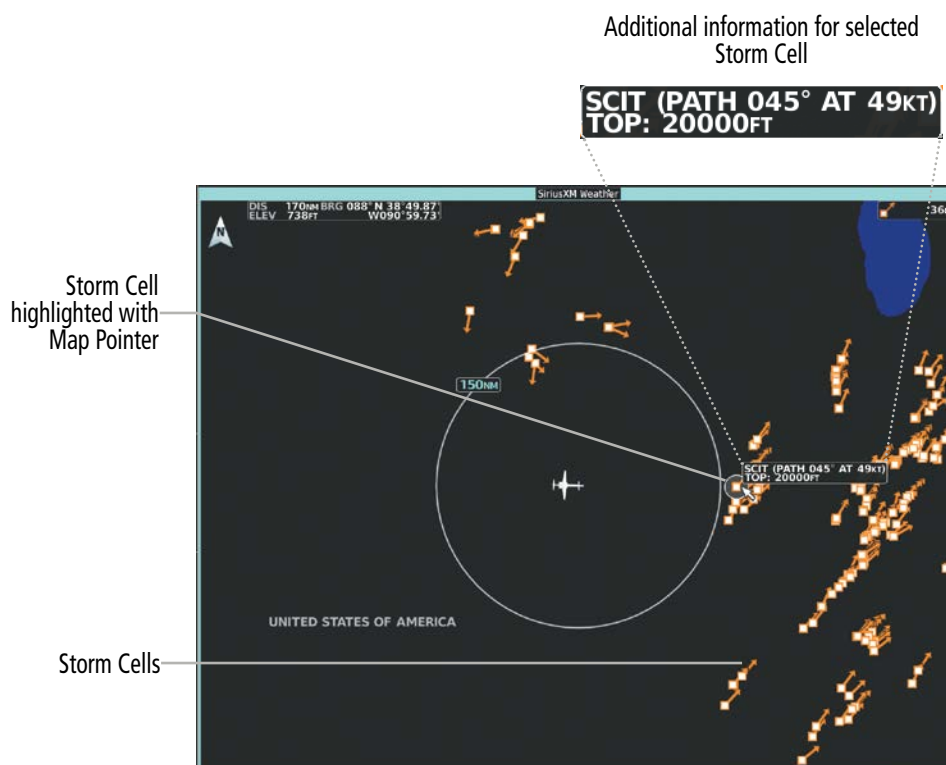 Additional information for selected
Storm Cell
SCIT (PATH 045° AT 49KT)
TOP: 20000FT
SiriusXM Weather
DIS 170NM BRG 088° N 38°49.87'
ELEV 738FT W090°59.73'
N
Storm Cell
highlighted with
Map Pointer
150NM
SCIT (PATH 045° AT 49KT)
TOP: 20000FT
UNITED STATES OF AMERICA
Storm Cells